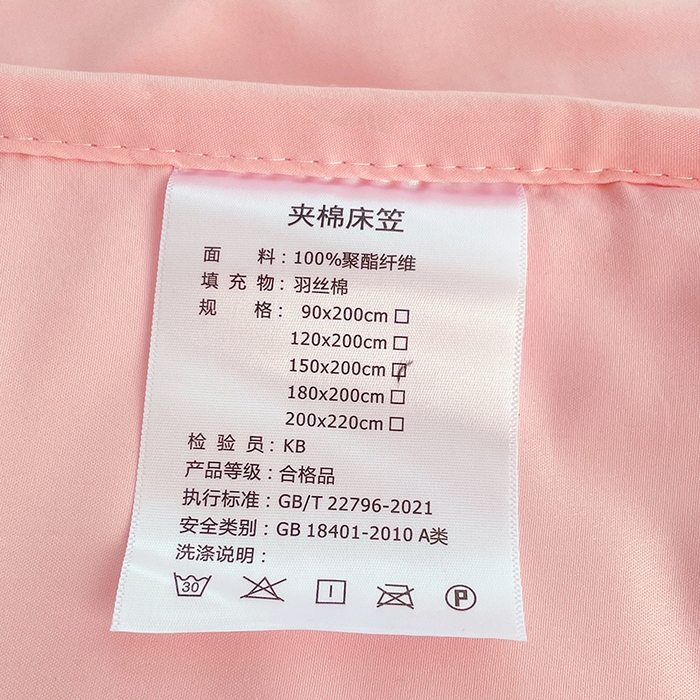 夹棉床笠
面 料：100%聚酯纤维
填 充 物：羽丝棉
规 格：90x200cm□
120x200cm□
150x200cm☑
180x200cm□
200x220cm□
检 验 员：KB
产品等级：合格品
执行标准：GB/T 22796-2021
安全类别：GB 18401-2010 A类
洗涤说明：
30 P